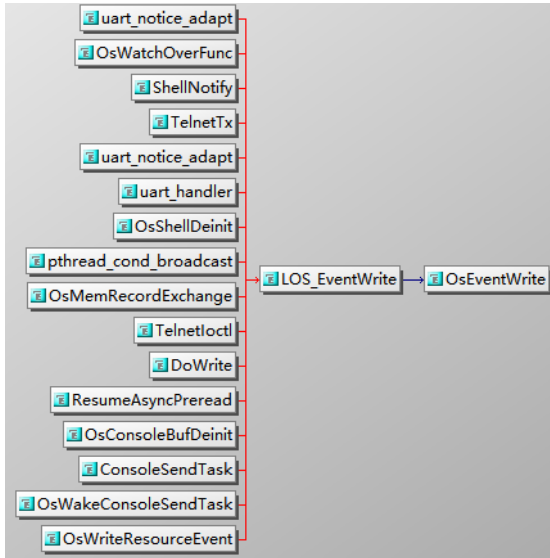 uart_notice_adapt
OsWatchOverFunc
ShellNotify
TelnetTx
uart_notice_adapt
uart_handler
OsShellDeinit
pthread_cond_broadcast
LOS_EventWrite
OsEventWrite
OsMemRecordExchange
TelnetIoctl
DoWrite
ResumeAsyncPreread
OsConsoleBufDeinit
ConsoleSendTask
OsWakeConsoleSendTask
OsWriteResourceEvent